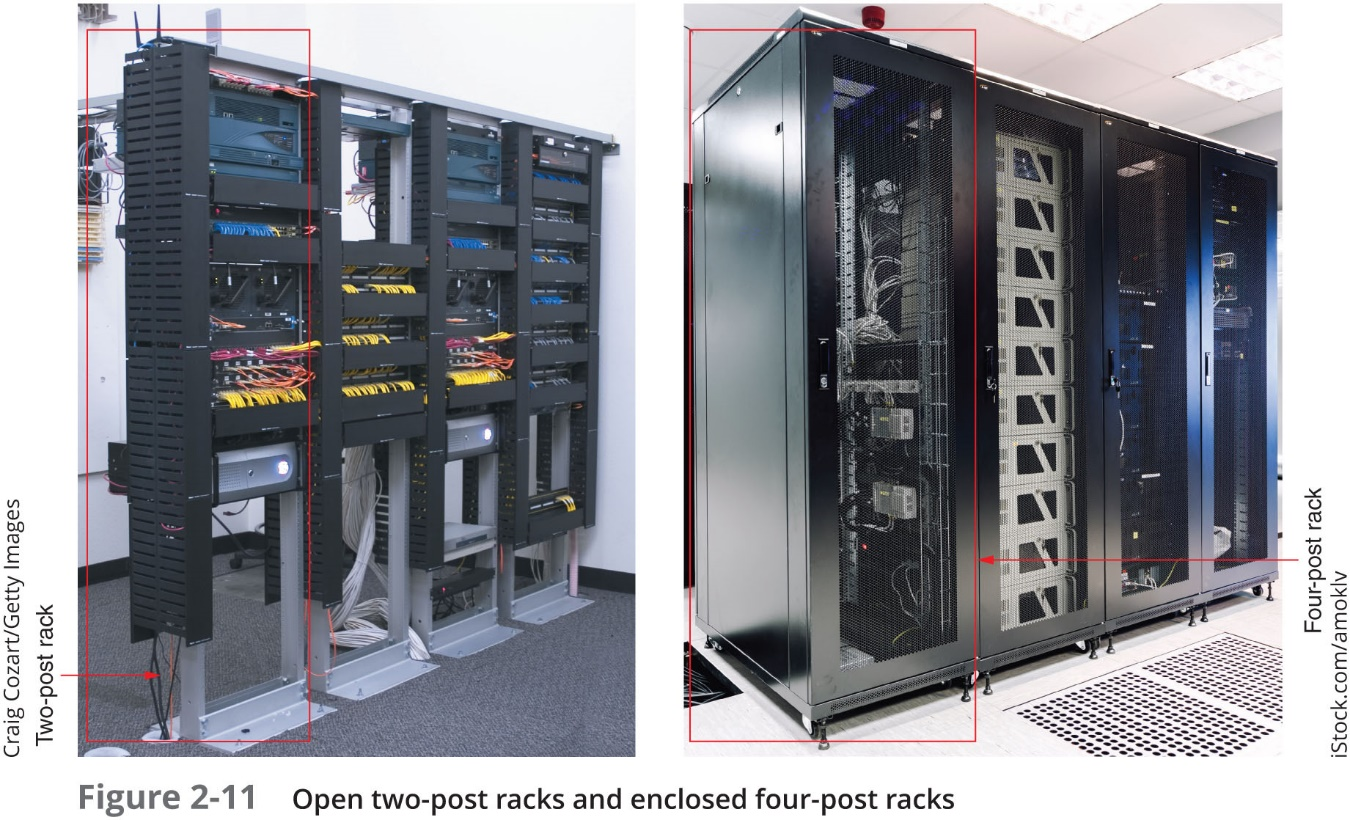 Craig Cozart/Getty Images
Two-post rack
Four-post rack
iStock.com/amoklv
Figure 2-11 Open two-post racks and enclosed four-post racks